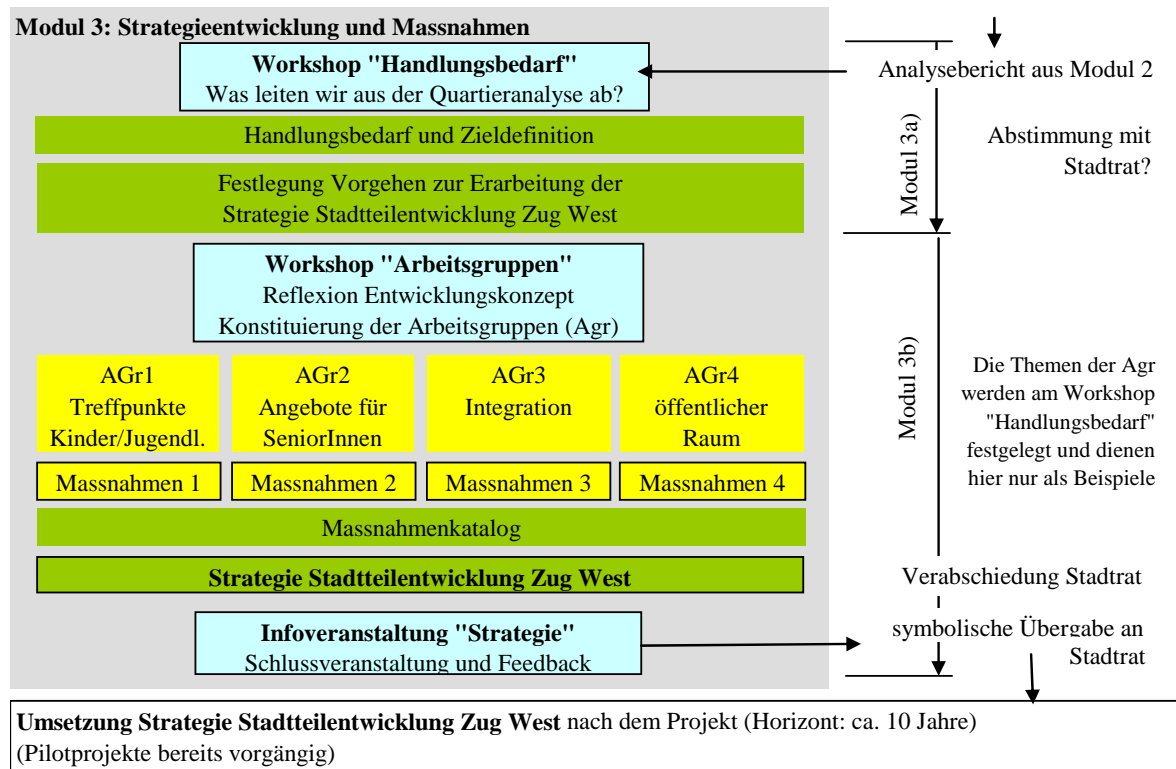 Modul 3: Strategieentwicklung und Massnahmen
Workshop "Handlungsbedarf"
Was leiten wir aus der Quartieranalyse ab?
Analysebericht aus Modul 2
Handlungsbedarf und Zieldefinition
Modul 3a)
Abstimmung mit
Stadtrat?
Festlegung Vorgehen zur Erarbeitung der
Strategie Stadtteilentwicklung Zug West
Workshop "Arbeitsgruppen"
Reflexion Entwicklungskonzept
Konstituierung der Arbeitsgruppen (Agr)
AGr1
Treffpunkte
Kinder/Jugendl.
AGr2
Angebote für
SeniorInnen
AGr3
Integration
AGr4
öffentlicher
Raum
Modul 3b)
Die Themen der Agr
werden am Workshop
"Handlungsbedarf"
festgelegt und dienen
hier nur als Beispiele
Massnahmen 1
Massnahmen 2
Massnahmen 3
Massnahmen 4
Massnahmenkatalog
Strategie Stadtteilentwicklung Zug West
Verabschiedung Stadtrat
Infoveranstaltung "Strategie"
Schlussveranstaltung und Feedback
symbolische Übergabe an
Stadtrat
Umsetzung Strategie Stadtteilentwicklung Zug West nach dem Projekt (Horizont: ca. 10 Jahre)
(Pilotprojekte bereits vorgängig)